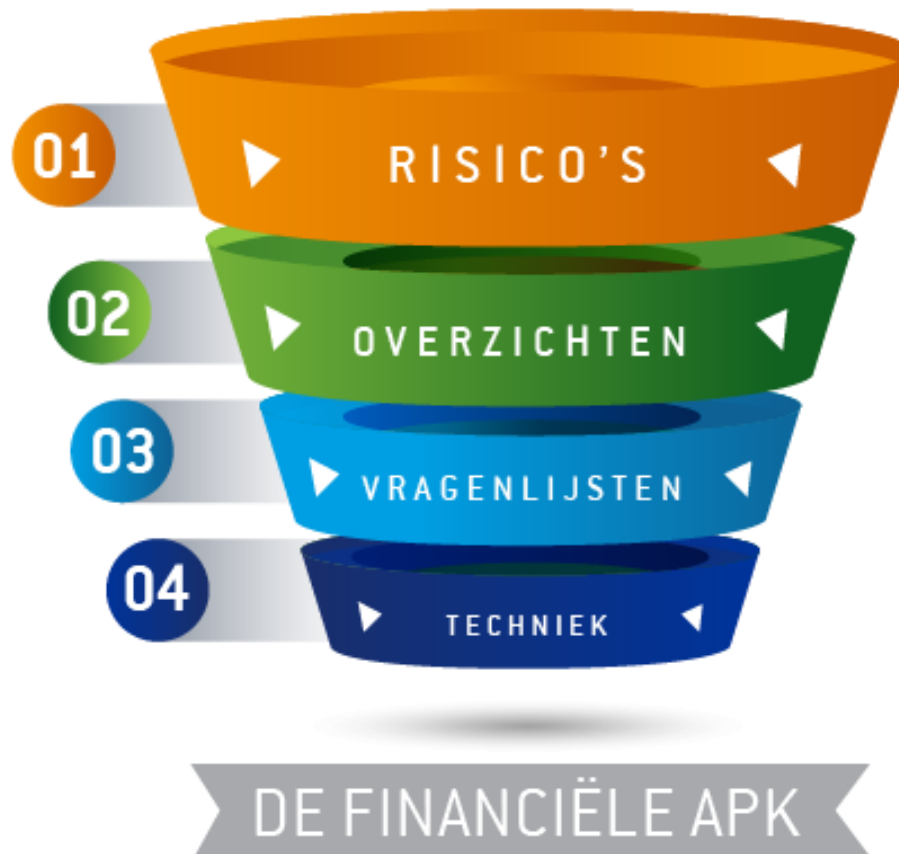 01
RISICO'S
02
OVERZICHTEN
03
VRAGENLIJSTEN
04
TECHNIEK
DE FINANCIËLE APK